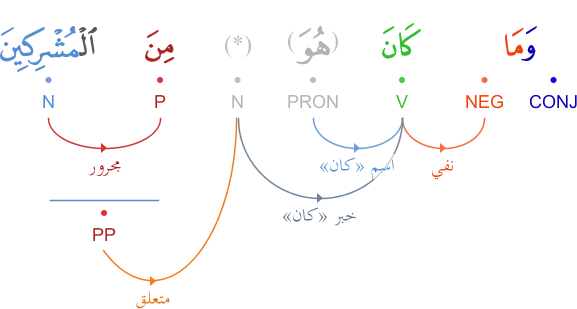 وَمَا كَانَ (هُوَ) (*) مِنَ ٱلْمُشْرِكِينَ
CONJ NEG V PRON N P N
نفي اسم «كان» مجرور
خبر «كان»
PP
متعلق